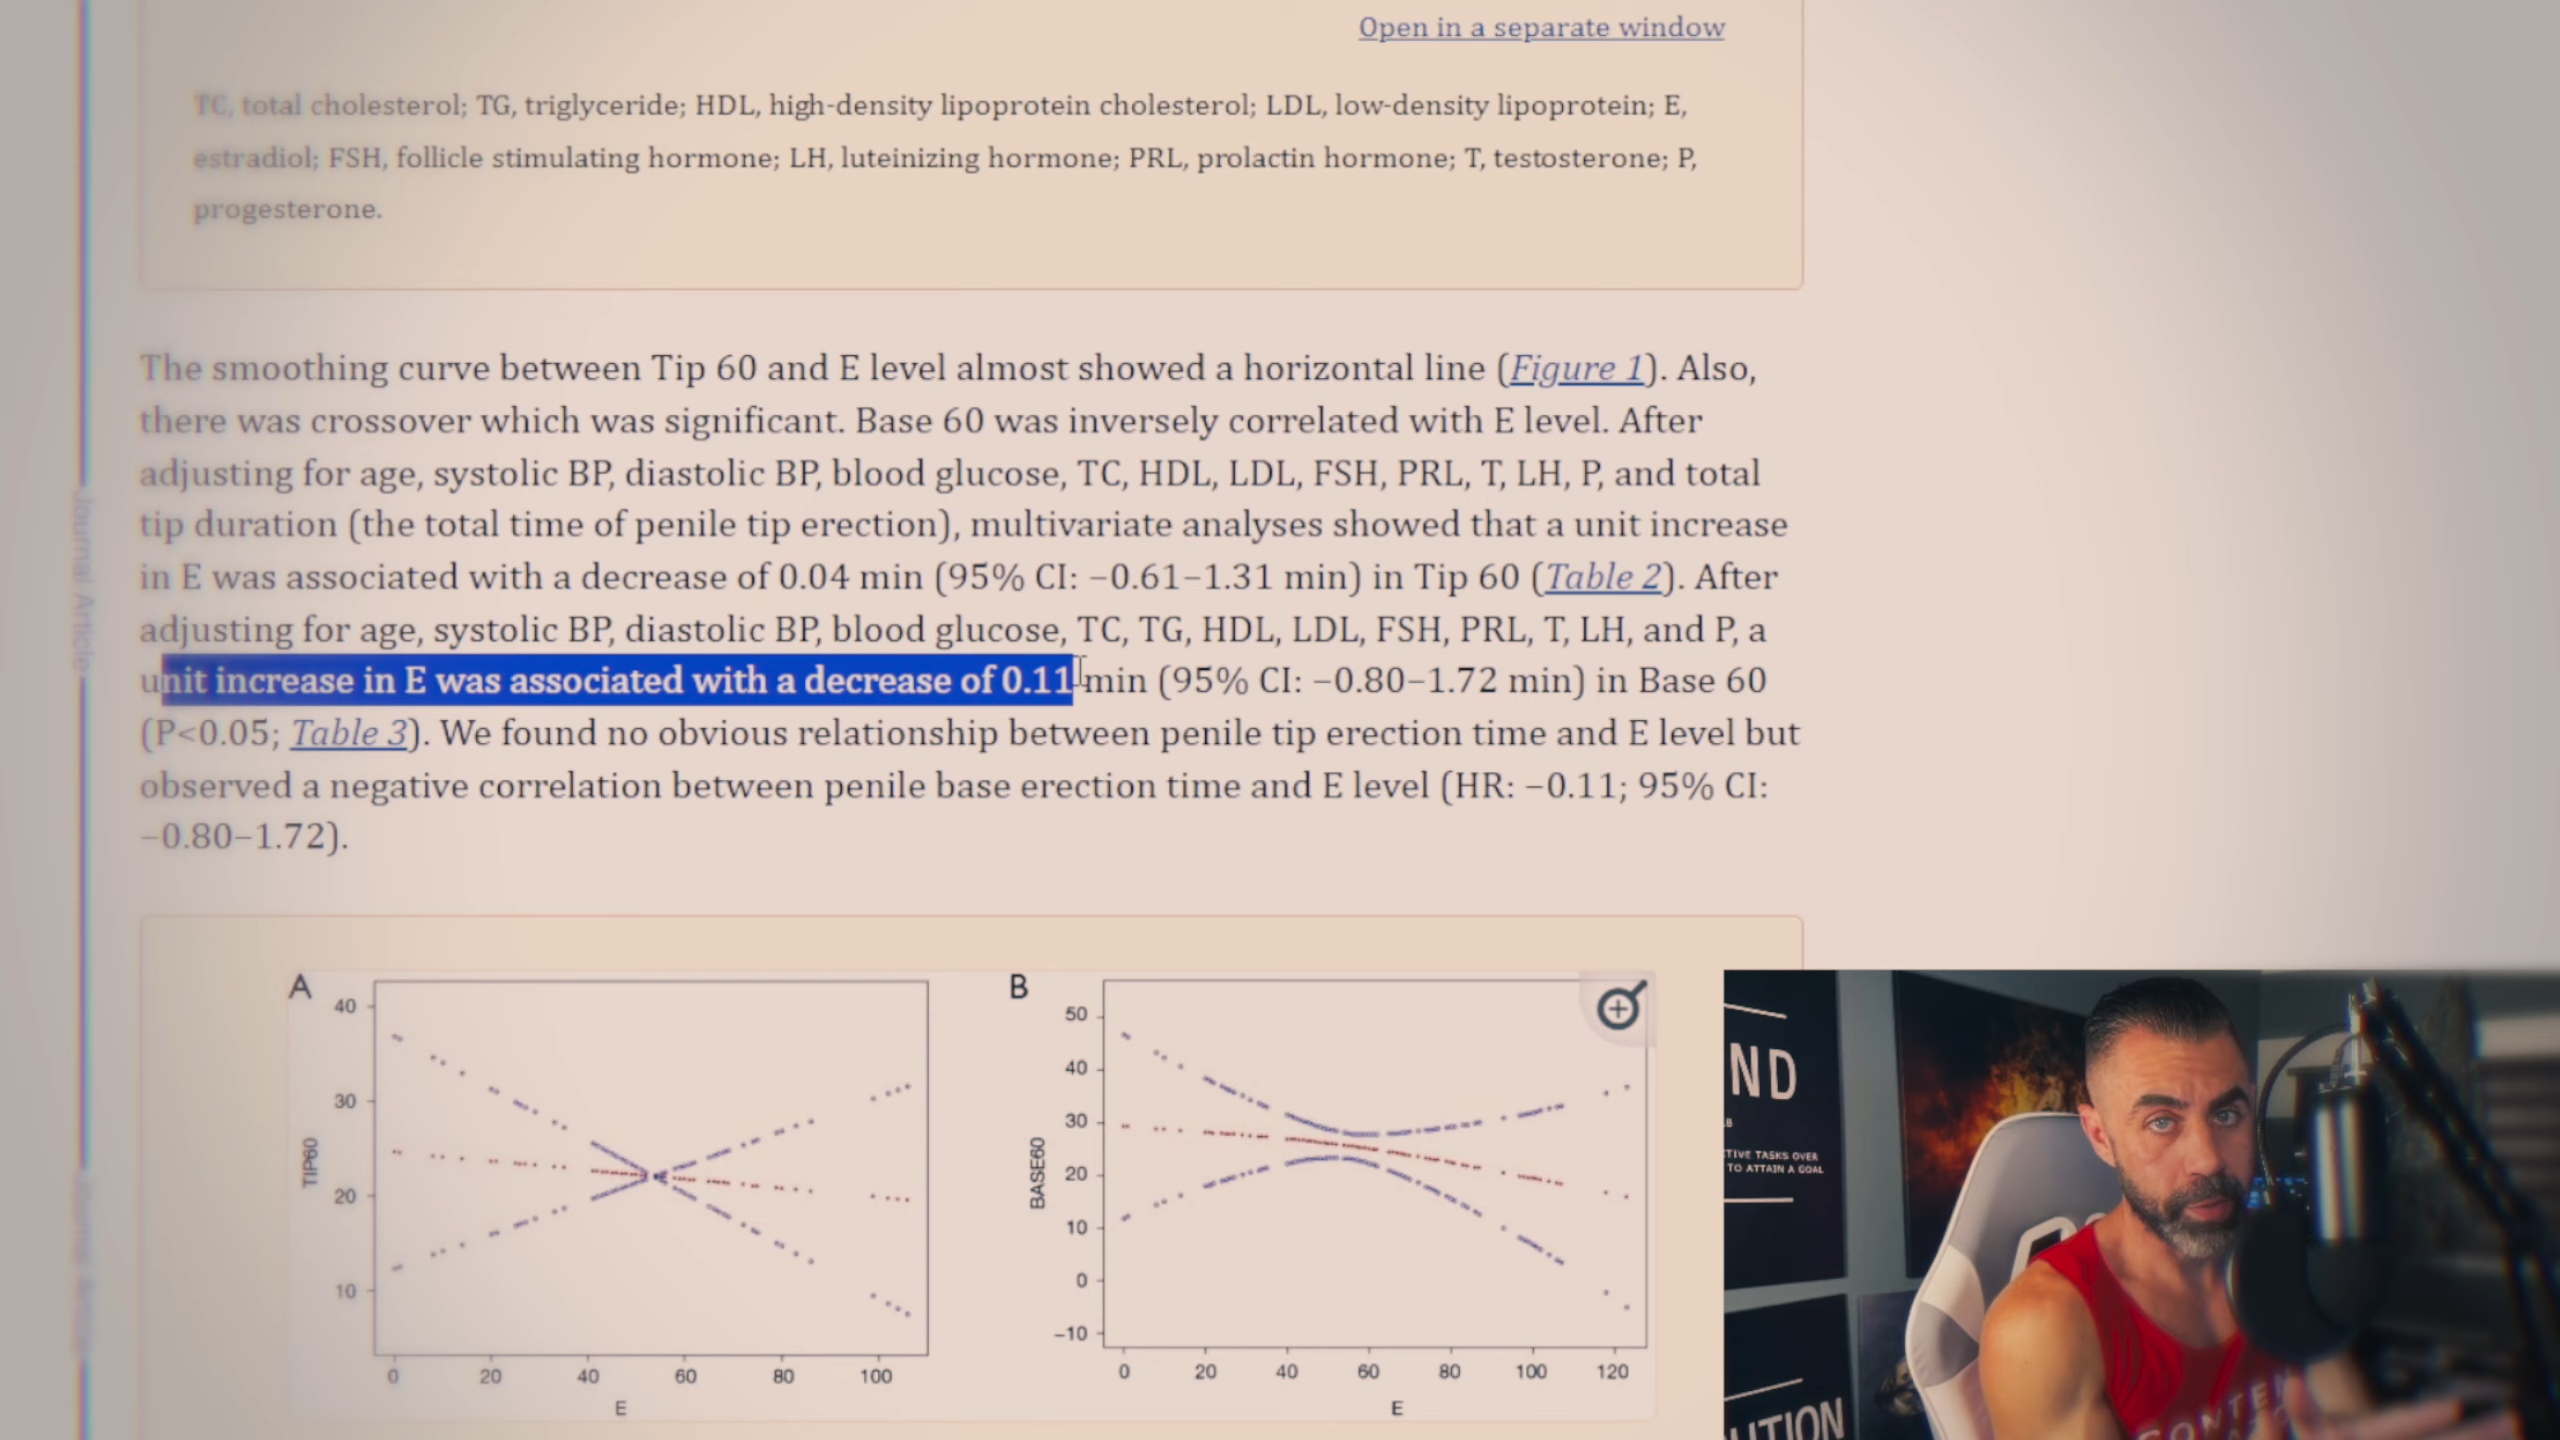 Open in a separate window
TC, total cholesterol; TG, triglyceride; HDL, high-density lipoprotein cholesterol; LDL, low-density lipoprotein; E,
estradiol; FSH, follicle stimulating hormone; LH, luteinizing hormone; PRL, prolactin hormone; T, testosterone; P,
progesterone.
The smoothing curve between Tip 60 and E level almost showed a horizontal line (Figure 1). Also,
there was crossover which was significant. Base 60 was inversely correlated with E level. After
adjusting for age, systolic BP, diastolic BP, blood glucose, TC, HDL, LDL, FSH, PRL, T, LH, P, and total
tip duration (the total time of penile tip erection), multivariate analyses showed that a unit increase
in E was associated with a decrease of 0.04 min (95% CI: −0.61–1.31 min) in Tip 60 (Table 2). After
adjusting for age, systolic BP, diastolic BP, blood glucose, TC, TG, HDL, LDL, FSH, PRL, T, LH, and P, a
unit increase in E was associated with a decrease of 0.11 min (95% CI: −0.80–1.72 min) in Base 60
(P<0.05; Table 3). We found no obvious relationship between penile tip erection time and E level but
observed a negative correlation between penile base erection time and E level (HR: −0.11; 95% CI:
−0.80–1.72).
Journal Article
A
40
30
20
10
TIP60
0 20 40 60 80 100
E
B
50
40
30
20
10
0
−10
BASE60
0 20 40 60 80 100 120
E
ND
TIVE TASKS OVER
TO ATTAIN A GOAL
UTION